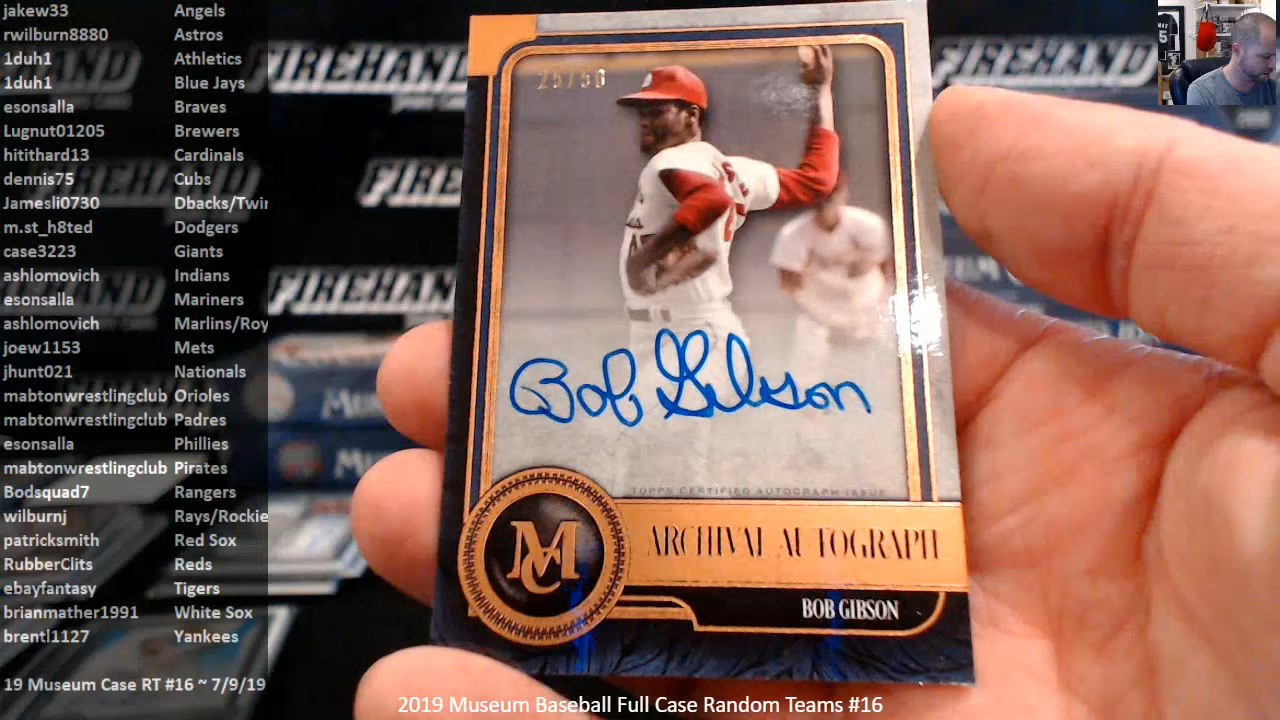 jakew33 Angels
rwilburn8880 Astros
1duh1 Athletics
1duh1 Blue Jays
esonsalla Braves
Lugnut01205 Brewers
hitithard13 Cardinals
dennis75 Cubs
Jamesli0730 Dbacks/Twi
m.st_h8ted Dodgers
case3223 Giants
ashlomovich Indians
esonsalla Mariners
ashlomovich Marlins/Roy
joew1153 Mets
jhunt021 Nationals
mabtonwrestlingclub Orioles
mabtonwrestlingclub Padres
esonsalla Phillies
mabtonwrestlingclub Pirates
Bodsquad7 Rangers
wilburnj Rays/Rockie
patricksmith Red Sox
RubberClits Reds
ebayfantasy Tigers
brianmather1991 White Sox
brentl1127 Yankees
19 Museum Case RT #16 ~ 7/9/19
FIREHAND
FIREHAND
25/50
Bob Gibson
TOPPS CERTIFIED AUTOGRAPH ISSUE
MC
ARCHIVAL AUTOGRAPH
BOB GIBSON
2019 Museum Baseball Full Case Random Teams #16